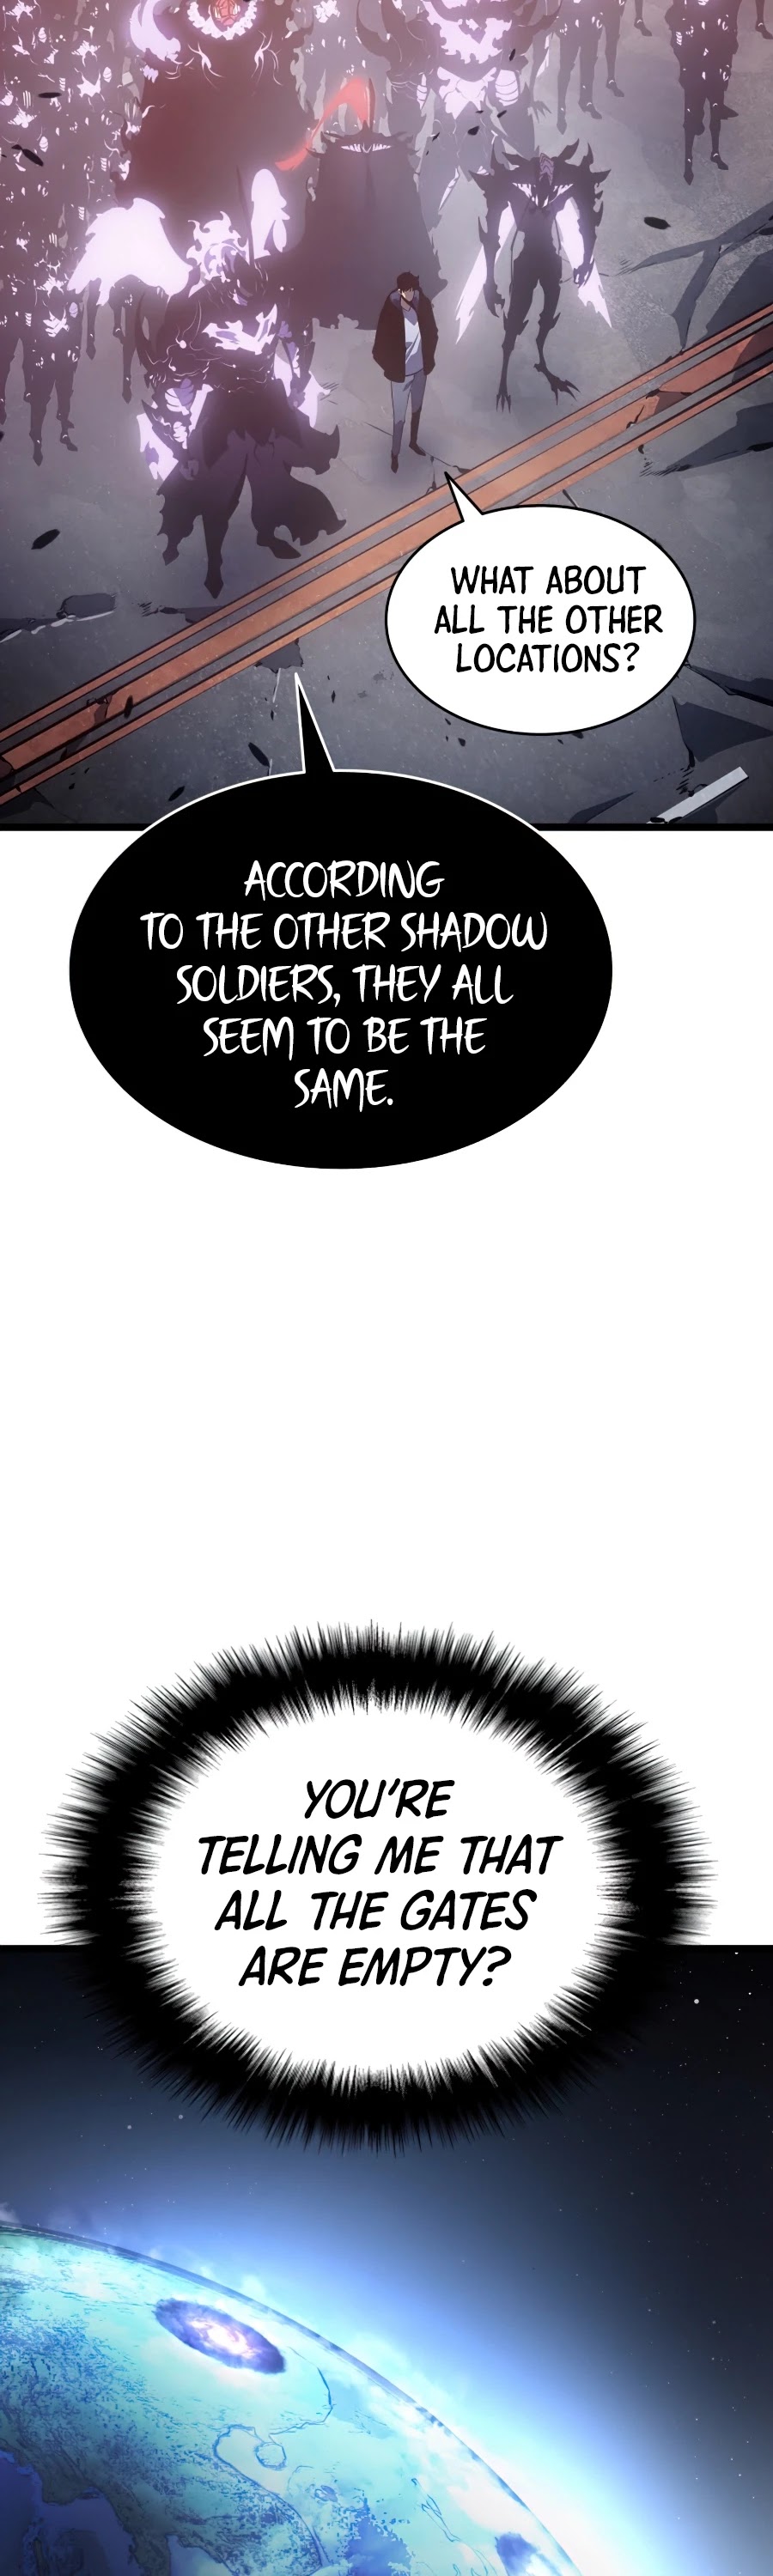 WHAT ABOUT
ALL THE OTHER
LOCATIONS?
ACCORDING
TO THE OTHER SHADOW
SOLDIERS, THEY ALL
SEEM TO BE THE
SAME.
YOU'RE
TELLING ME THAT
ALL THE GATES
ARE EMPTY?